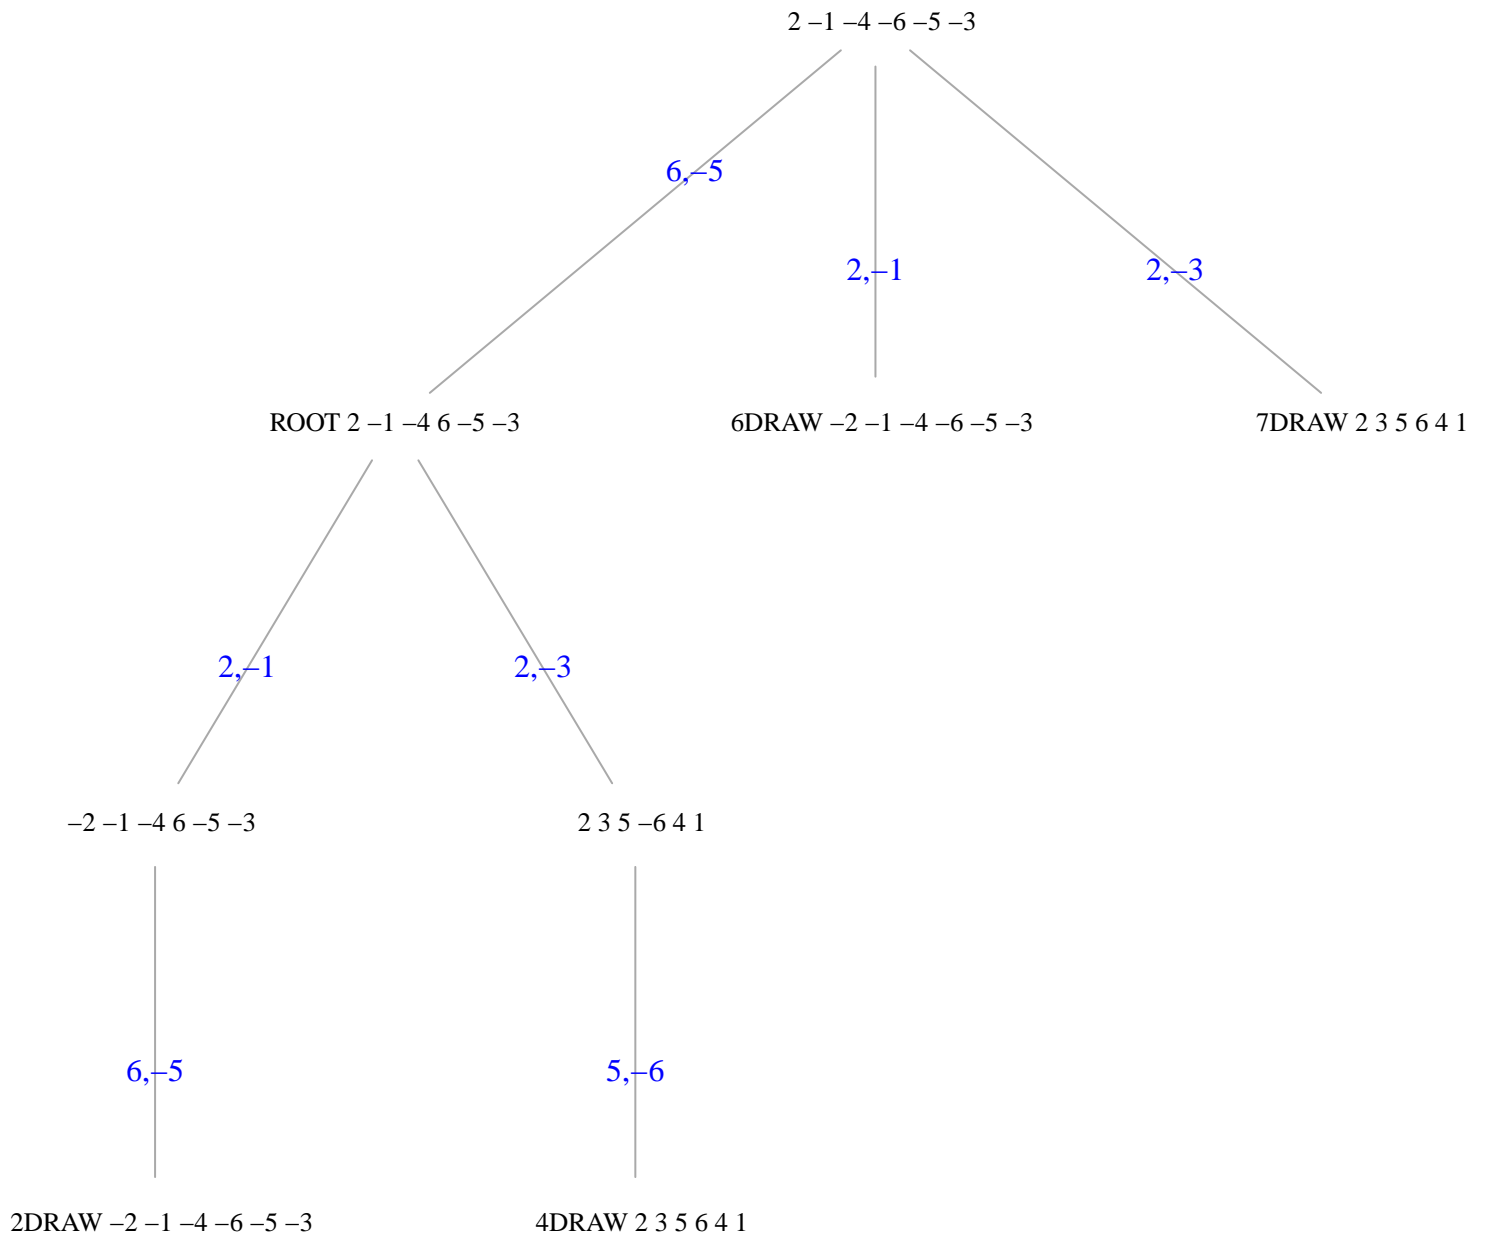 2 –1 –4 –6 –5 –3
6,–5
2,–1
2,–3
ROOT 2 –1 –4 6 –5 –3
6DRAW –2 –1 –4 –6 –5 –3
7DRAW 2 3 5 6 4 1
2,–1
2,–3
–2 –1 –4 6 –5 –3
2 3 5 –6 4 1
6,–5
5,–6
2DRAW –2 –1 –4 –6 –5 –3
4DRAW 2 3 5 6 4 1